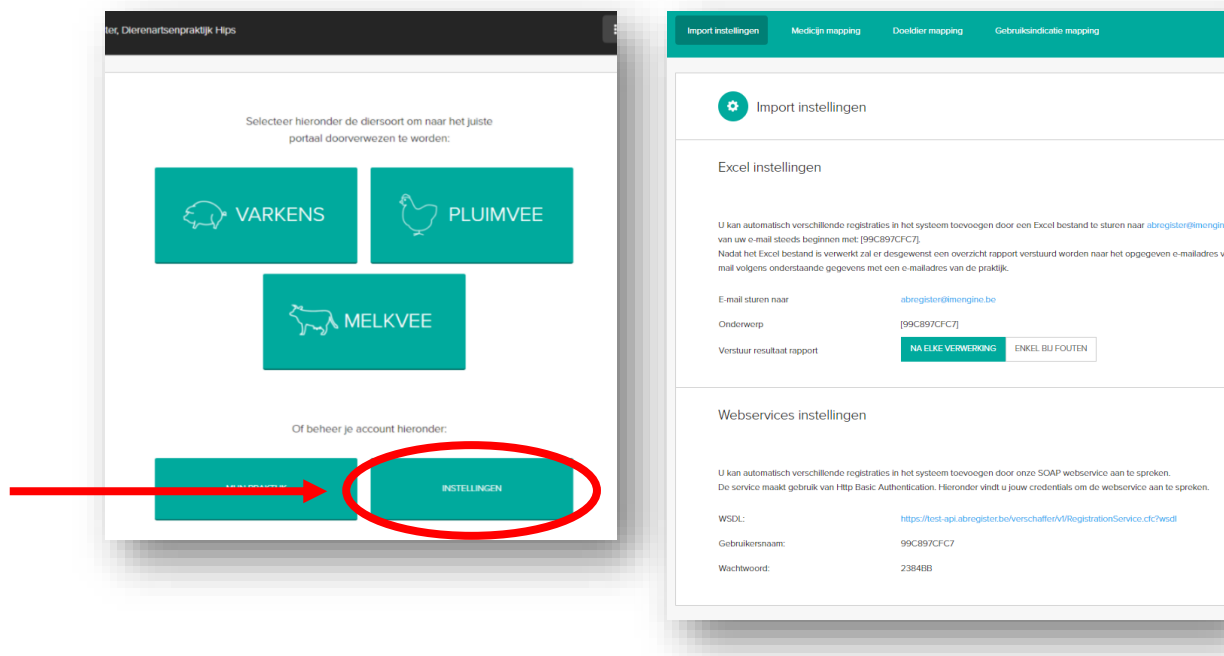 ter, Dierenartsenpraktijk Hips
Selecteer hieronder de diersoort om naar het juiste
portaal doorverwezen te worden:
VARKENS
PLUIMVEE
MELKVEE
Of beheer je account hieronder:
INSTELLINGEN
Import instellingen
Medicijn mapping
Doeldier mapping
Gebruiksindicatie mapping
Import instellingen
Excel instellingen
U kan automatisch verschillende registraties in het systeem toevoegen door een Excel bestand te sturen naar abregister@imengin
van uw e-mail steeds beginnen met: [99C897CFC7].
Nadat het Excel bestand is verwerkt zal er desgewenst een overzicht rapport verstuurd worden naar het opgegeven e-mailadres v
mail volgens onderstaande gegevens met een e-mailadres van de praktijk.
E-mail sturen naar abregister@imengine.be
Onderwerp [99C897CFC7]
Verstuur resultaat rapport NA ELKE VERWERKING ENKEL BIJ FOUTEN
Webservices instellingen
U kan automatisch verschillende registraties in het systeem toevoegen door onze SOAP webservice aan te spreken.
De service maakt gebruik van Http Basic Authentication. Hieronder vindt u jouw credentials om de webservice aan te spreken.
WSDL: https://test-api.abregister.be/verschaffer/v1/RegistrationService.cfc?wsdl
Gebruikersnaam: 99C897CFC7
Wachtwoord: 2384BB